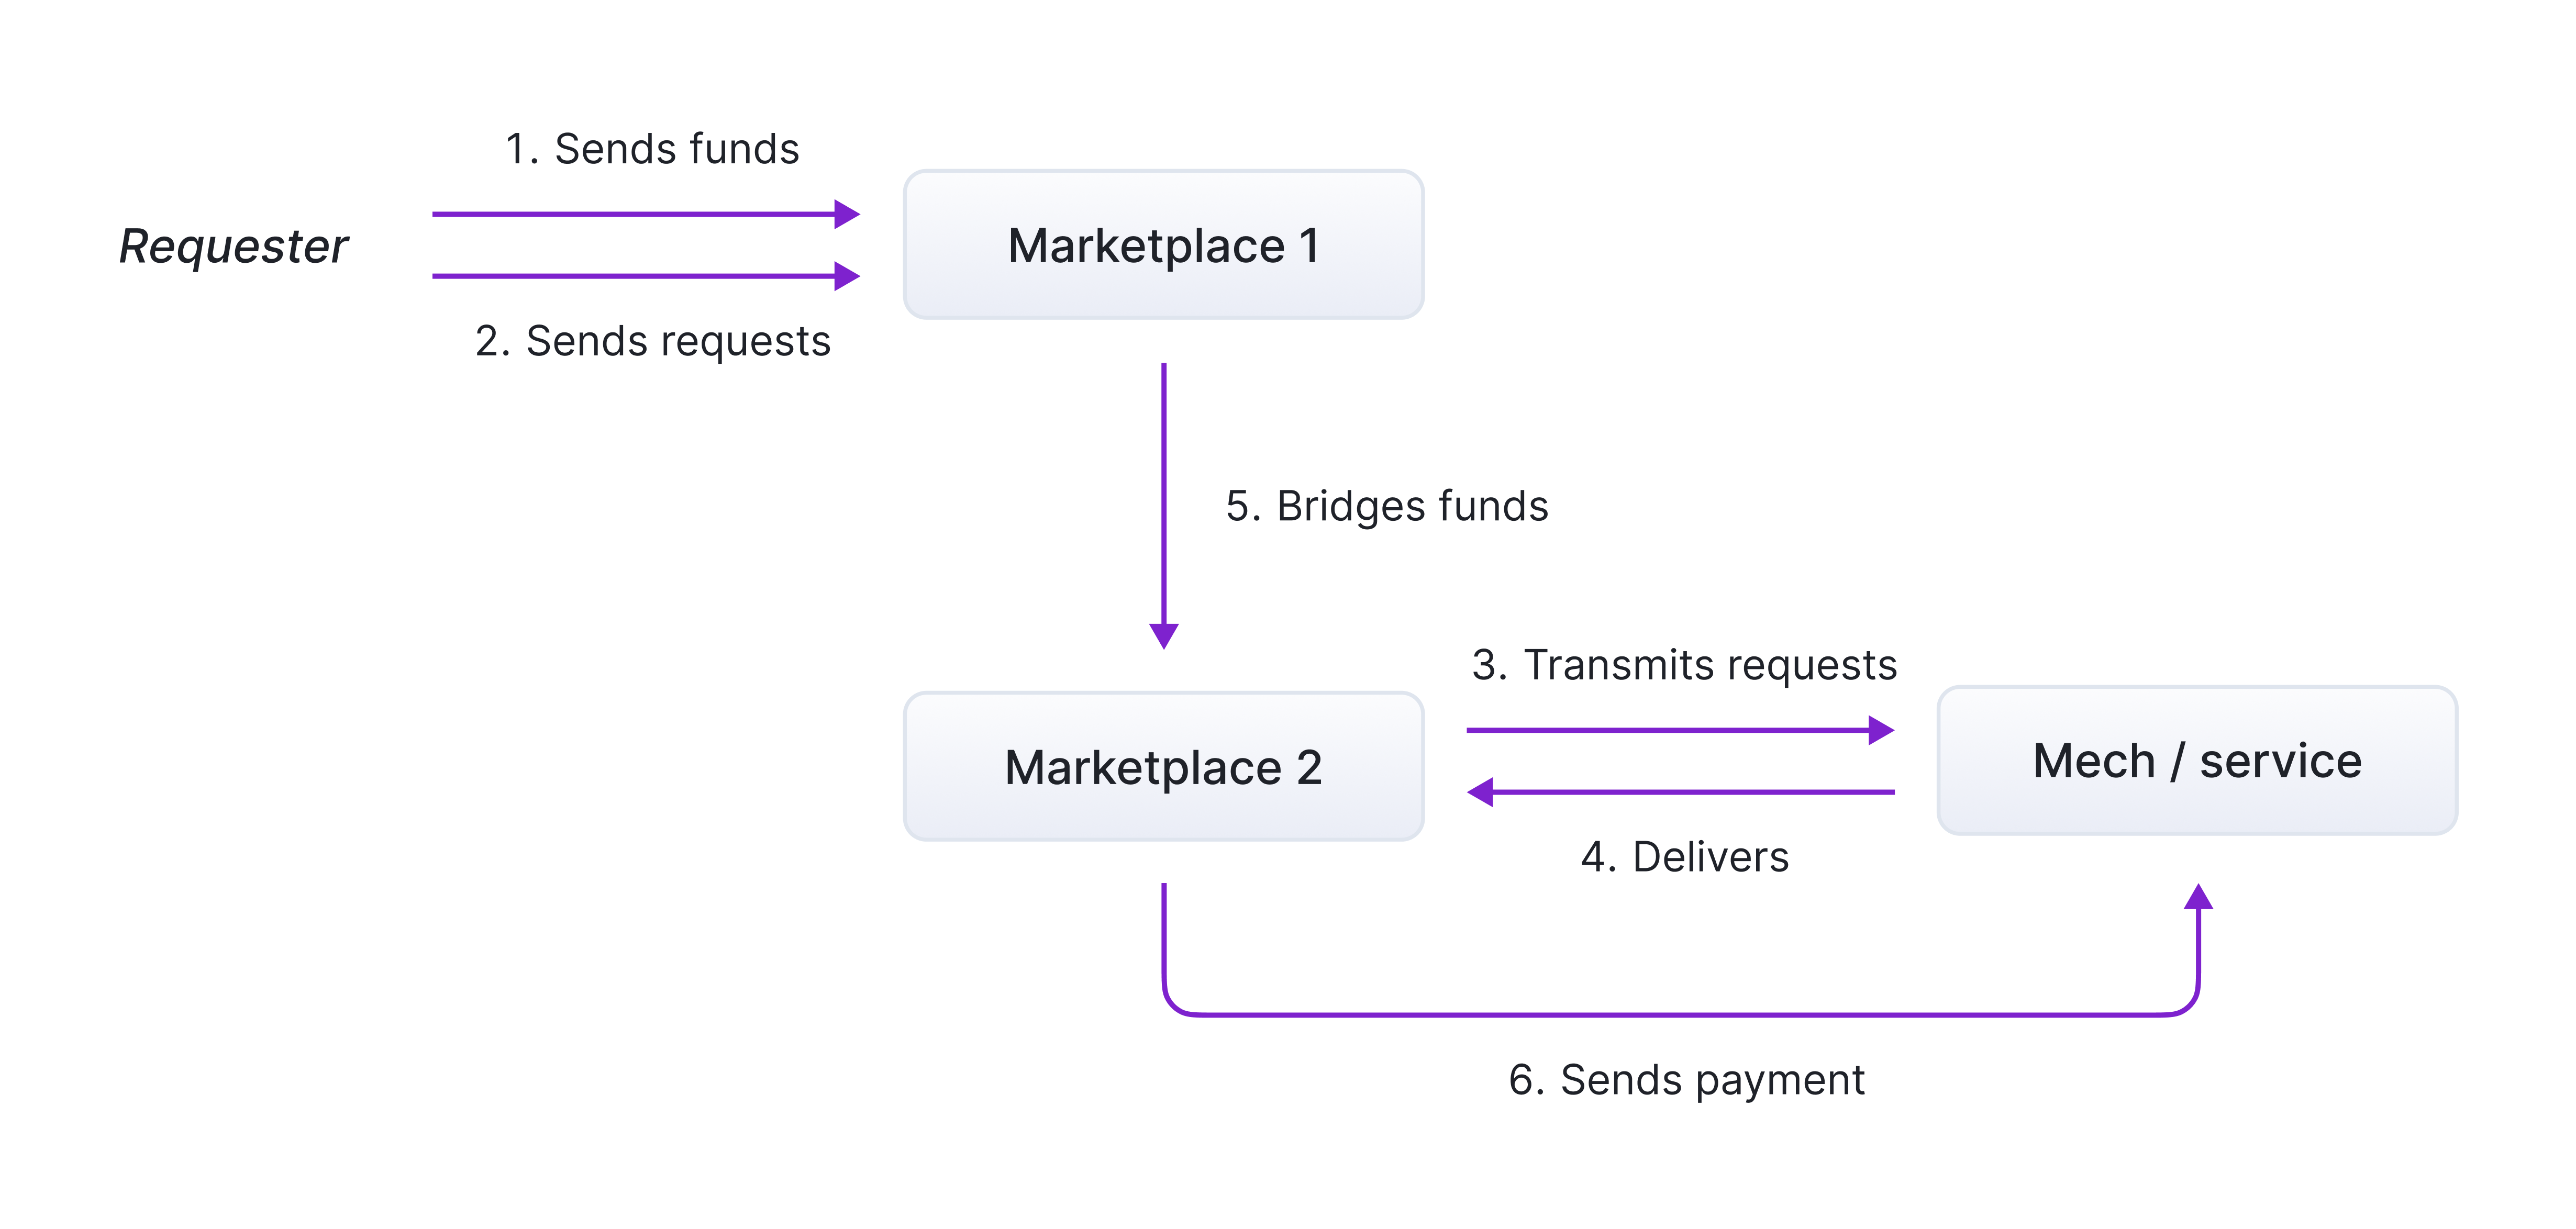 1. Sends funds
Requester
Marketplace 1
2. Sends requests
5. Bridges funds
3. Transmits requests
Marketplace 2
Mech / service
4. Delivers
6. Sends payment